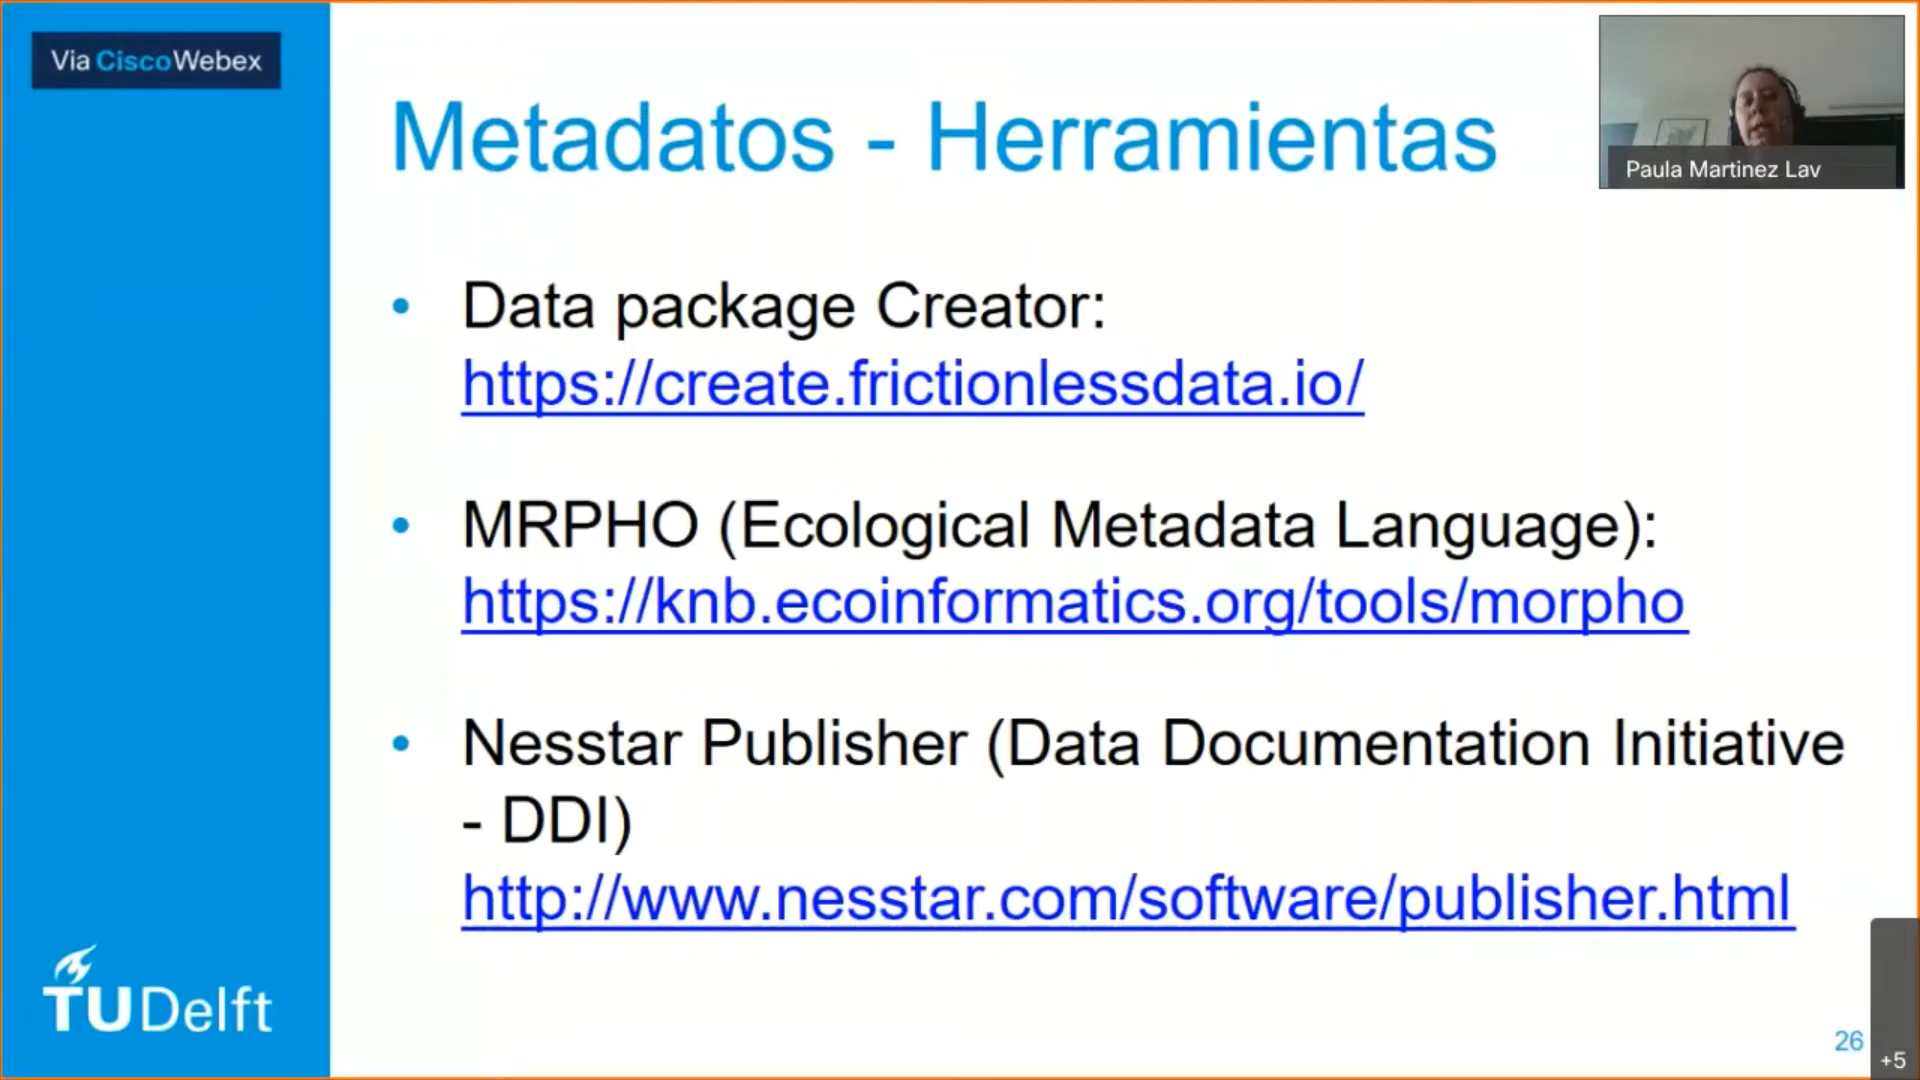 Via CiscoWebex
Metadatos - Herramientas
Paula Martinez Lav
• Data package Creator:
https://create.frictionlessdata.io/
• MRPHO (Ecological Metadata Language):
https://knb.ecoinformatics.org/tools/morpho
• Nesstar Publisher (Data Documentation Initiative
- DDI)
http://www.nesstar.com/software/publisher.html
TUDelft
26
+5